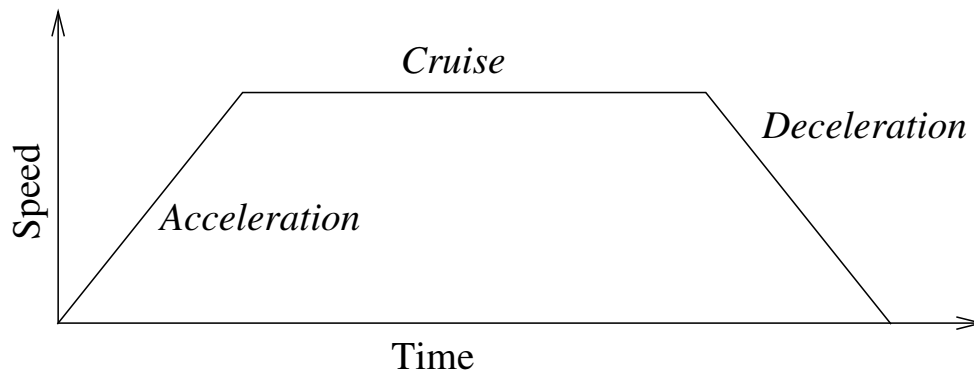 Cruise
Deceleration
Speed
Acceleration
Time